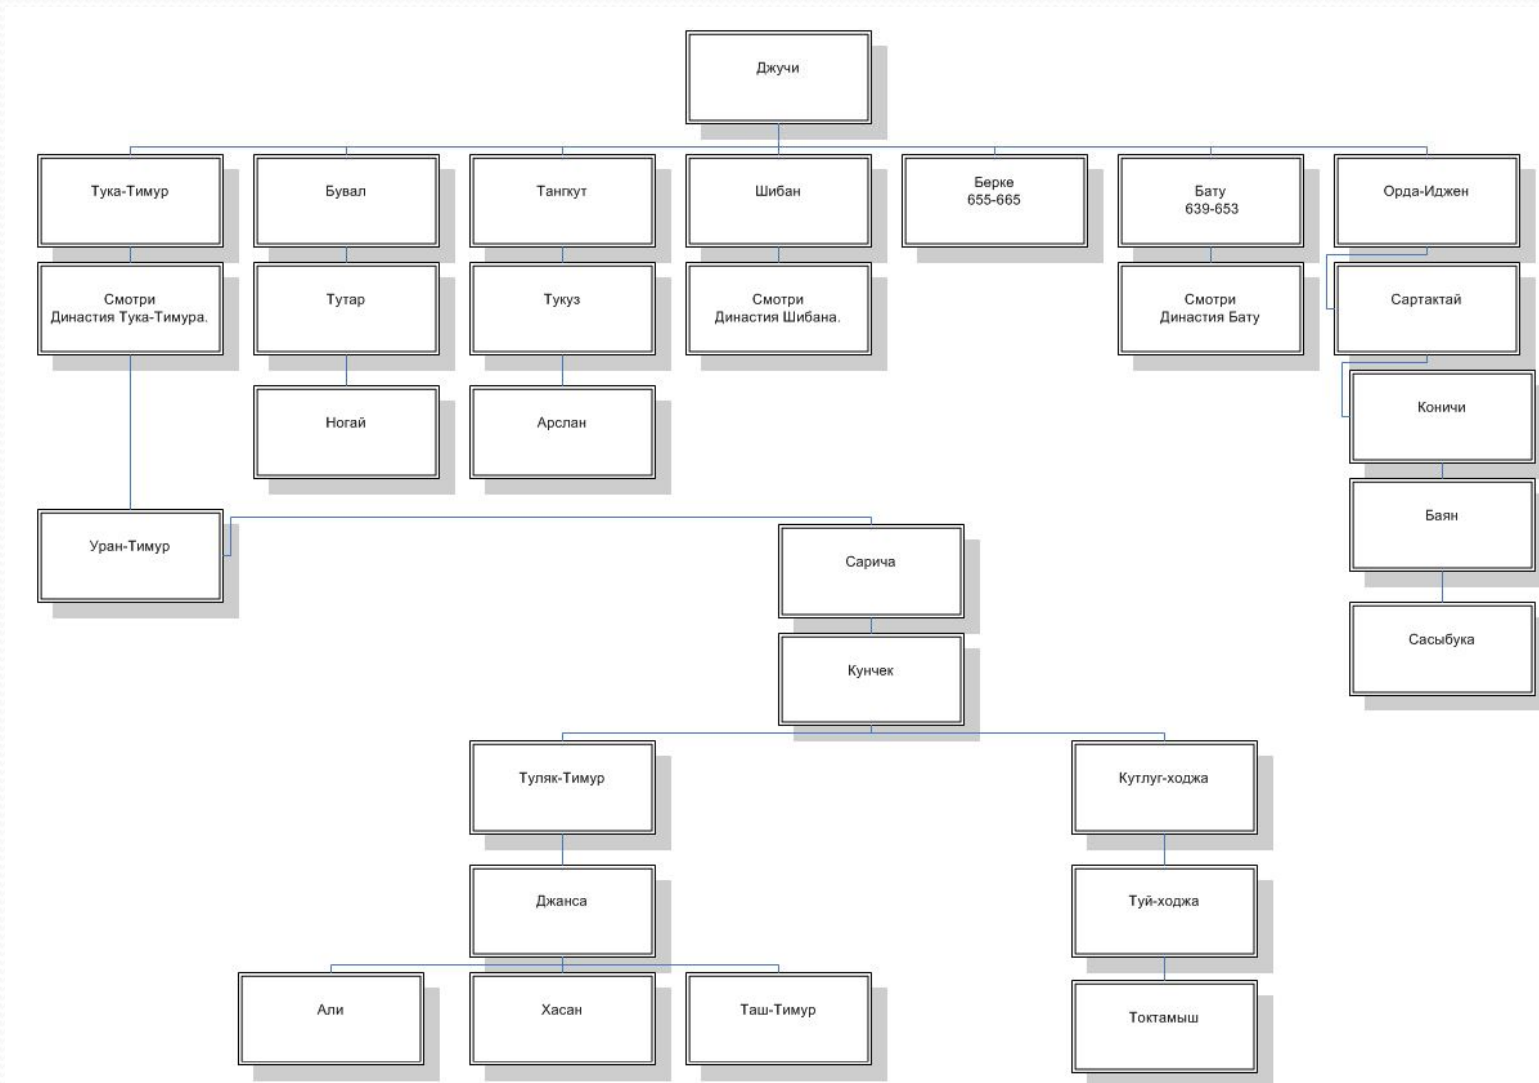 Джучи
Тука-Тимур
Бувал
Тангкут
Шибан
Берке
655-665
Бату
639-653
Орда-Иджен
Смотри
Династия Тука-Тимура.
Тутар
Тукуз
Смотри
Династия Шибана.
Смотри
Династия Бату
Сартактай
Ногай
Арслан
Коничи
Уран-Тимур
Сарича
Баян
Кунчек
Сасыбука
Туляк-Тимур
Кутлуг-ходжа
Джанса
Туй-ходжа
Али
Хасан
Таш-Тимур
Токтамыш